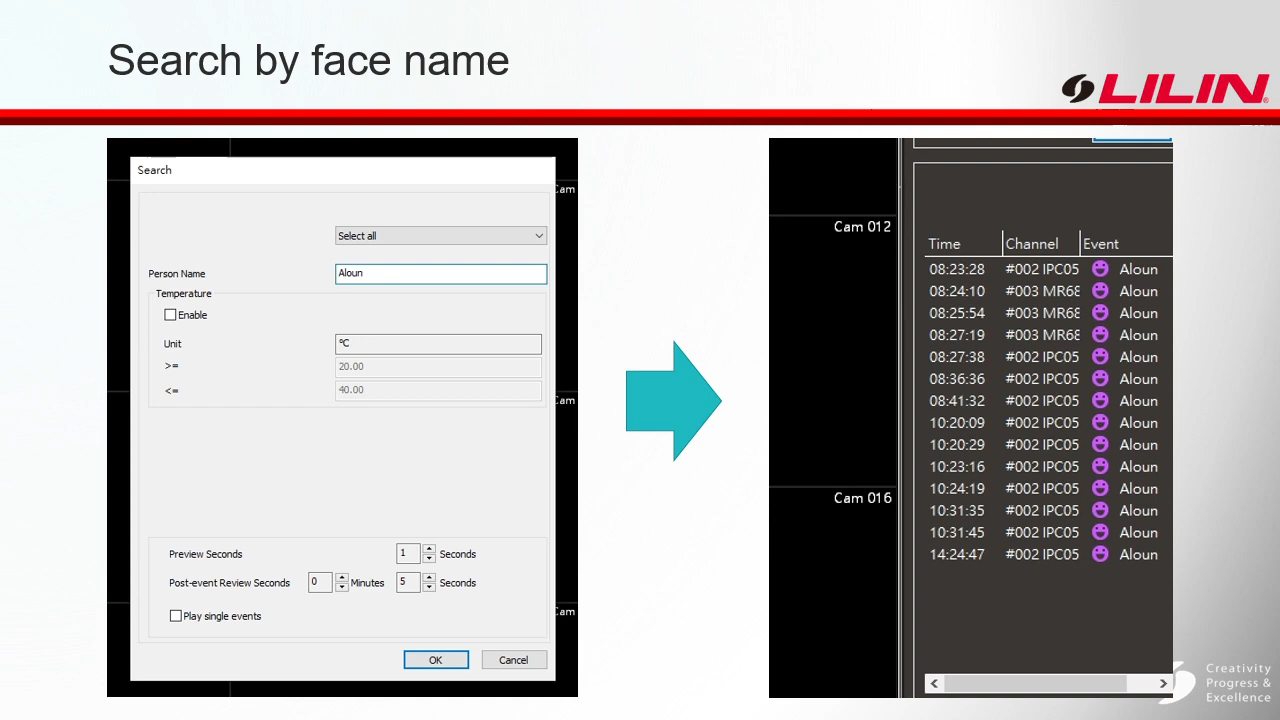 Search by face name
LILIN®
Search
Cam
Select all
Person Name
Aloun
Temperature
Enable
Unit
°C
>=
20.00
<=
40.00
Cam
Preview Seconds
1
Seconds
Post-event Review Seconds
0
Minutes
5
Seconds
Cam
Play single events
OK
Cancel
Cam 012
Cam 016
Time Channel Event
08:23:28 #002 IPC05 Aloun
08:24:10 #003 MR68 Aloun
08:25:54 #003 MR68 Aloun
08:27:19 #003 MR68 Aloun
08:27:38 #002 IPC05 Aloun
08:36:36 #002 IPC05 Aloun
08:41:32 #002 IPC05 Aloun
10:20:09 #002 IPC05 Aloun
10:20:29 #002 IPC05 Aloun
10:23:16 #002 IPC05 Aloun
10:24:19 #002 IPC05 Aloun
10:31:35 #002 IPC05 Aloun
10:31:45 #002 IPC05 Aloun
14:24:47 #002 IPC05 Aloun
Creativity
Progress &
Excellence